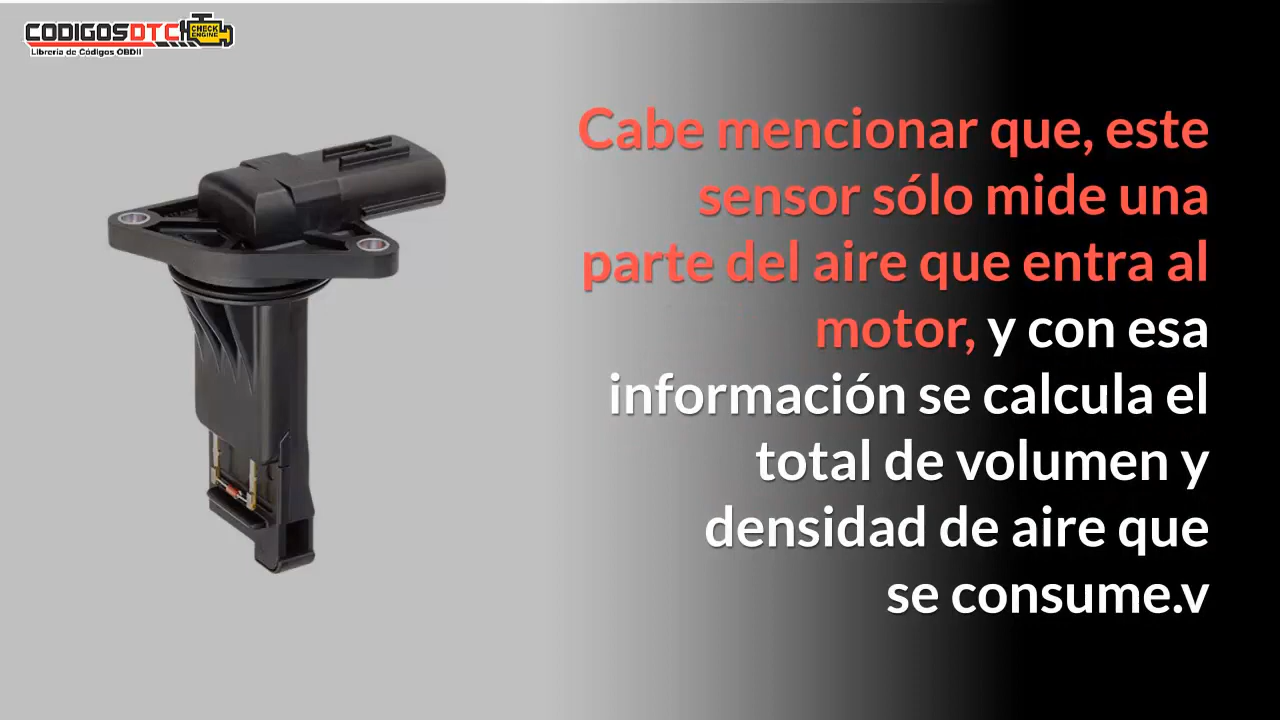 CODIGOSDTC
CHECK
ENGINE
Librería de Códigos OBDII
Cabe mencionar que, este
sensor sólo mide una
parte del aire que entra al
motor, y con esa
información se calcula el
total de volumen y
densidad de aire que
se consume.v